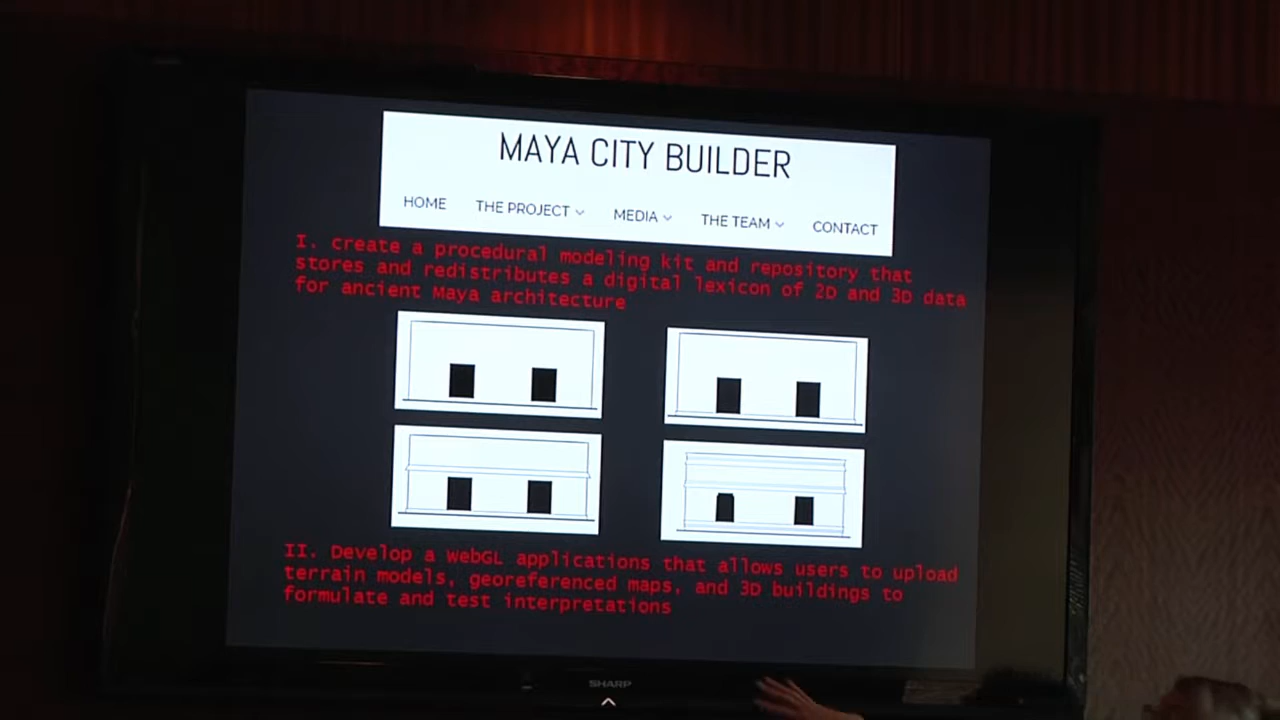 MAYA CITY BUILDER
HOME THE PROJECT MEDIA THE TEAM CONTACT
I. create a procedural modeling kit and repository that
stores and redistributes a digital lexicon of 2D and 3D data
for ancient Maya architecture
II. Develop a WebGL applications that allows users to upload
terrain models, georeferenced maps, and 3D buildings to
formulate and test interpretations
SHARP